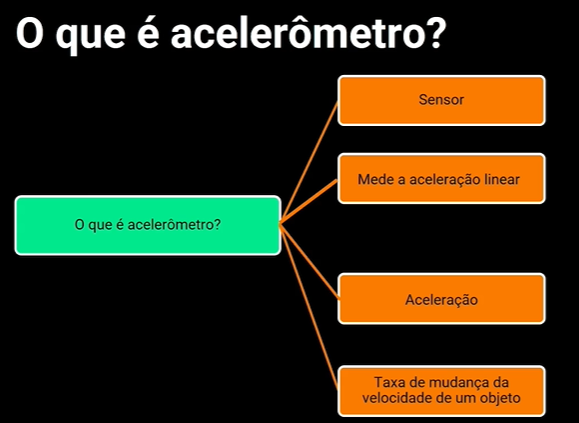 O que é acelerômetro?
Sensor
Mede a aceleração linear
O que é acelerômetro?
Aceleração
Taxa de mudança da
velocidade de um objeto